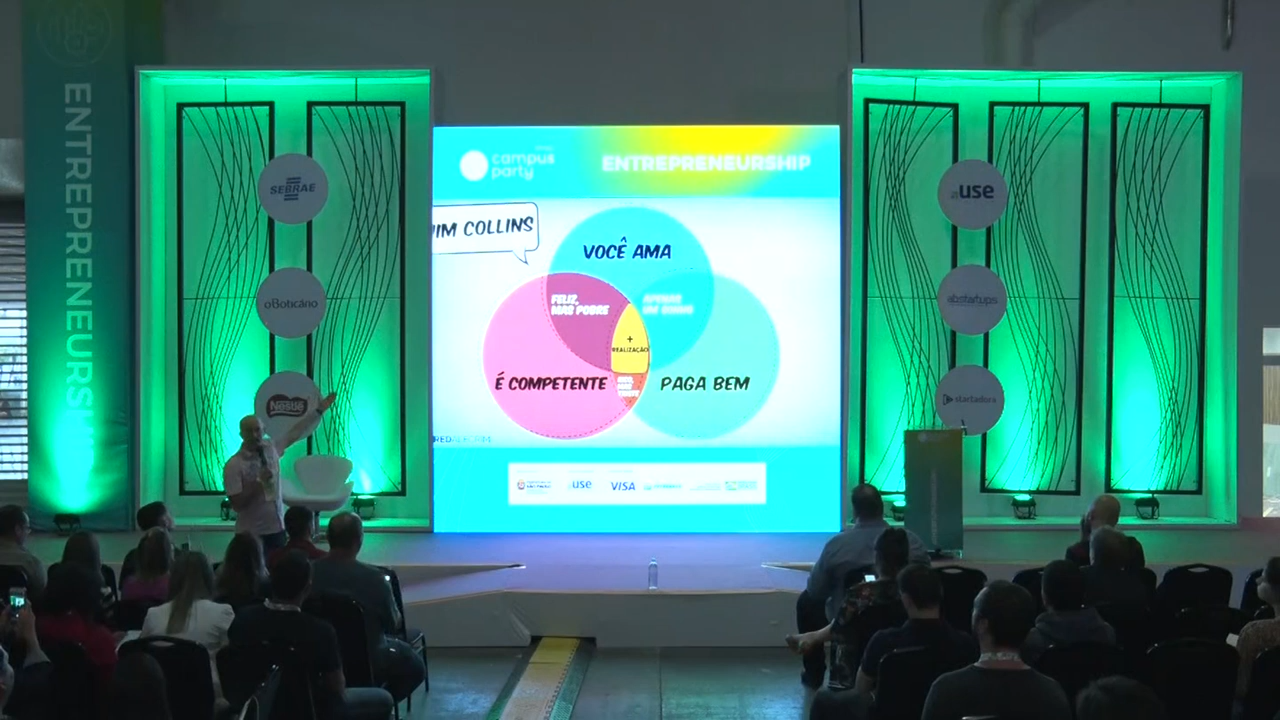 ENTREPRENEURSHIP
SEBRAE
oBoticário
Nestlé
campus
party
ENTREPRENEURSHIP
JIM COLLINS
VOCÊ AMA
FELIZ,
MAS POBRE
+
REALIZAÇÃO
É COMPETENTE
PAGA BEM
use
VISA
use
abstartups
startadora